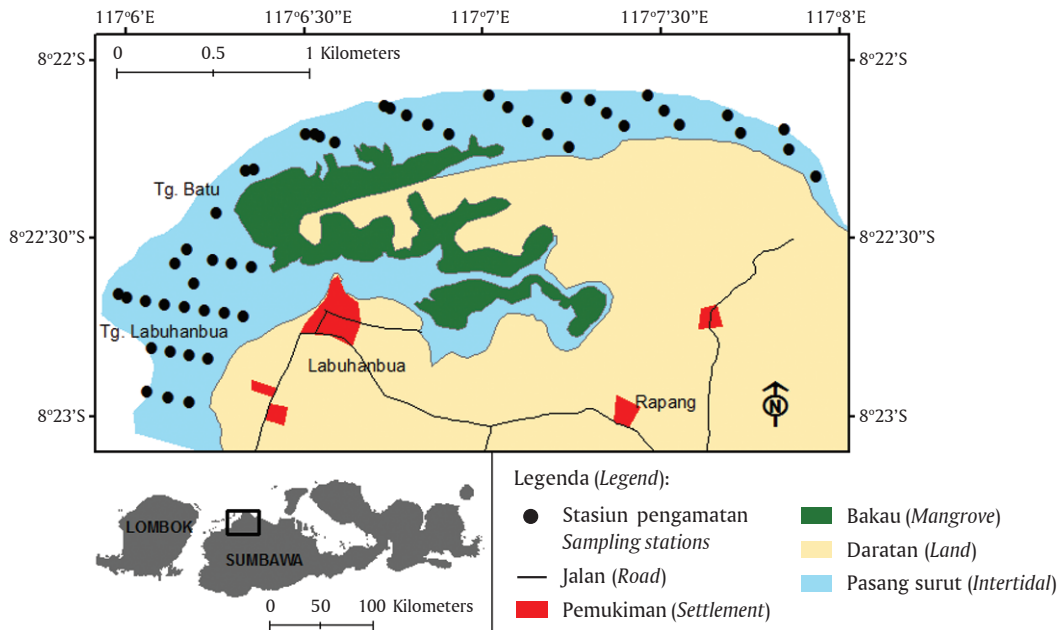 117°6'E 117°6'30"E 117°7'E 117°7'30"E 117°8'E
0 0.5 1 Kilometers
8°22'S 8°22'S
Tg. Batu
8°22'30"S 8°22'30"S
Tg. Labuhanbua
Labuhanbua
Rapang
N
8°23'S 8°23'S
LOMBOK
SUMBAWA
0 50 100 Kilometers
Legenda (Legend):
Stasiun pengamatan
Sampling stations
Jalan (Road)
Pemukiman (Settlement)
Bakau (Mangrove)
Daratan (Land)
Pasang surut (Intertidal)